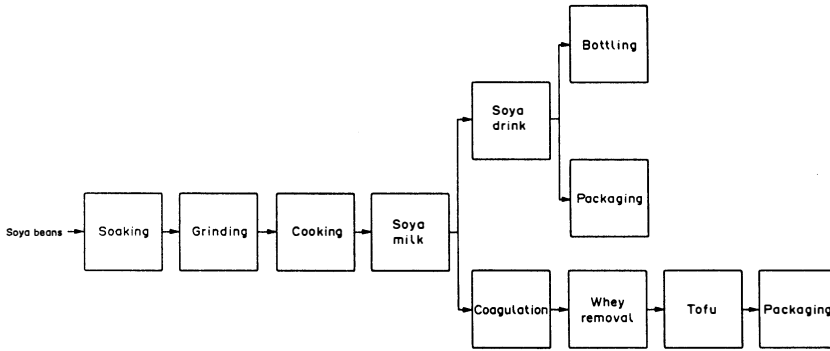 Bottling
Soya
drink
Packaging
Soya beans
Soaking
Grinding
Cooking
Soya
milk
Coagulation
Whey
removal
Tofu
Packaging